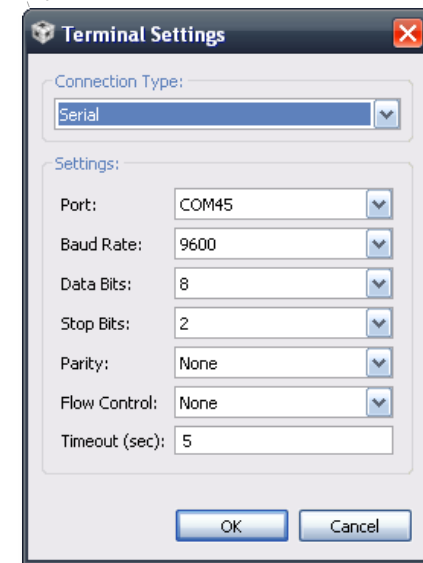 Terminal Settings
Connection Type:
Serial
Settings:
Port: COM45
Baud Rate: 9600
Data Bits: 8
Stop Bits: 2
Parity: None
Flow Control: None
Timeout (sec): 5
OK Cancel